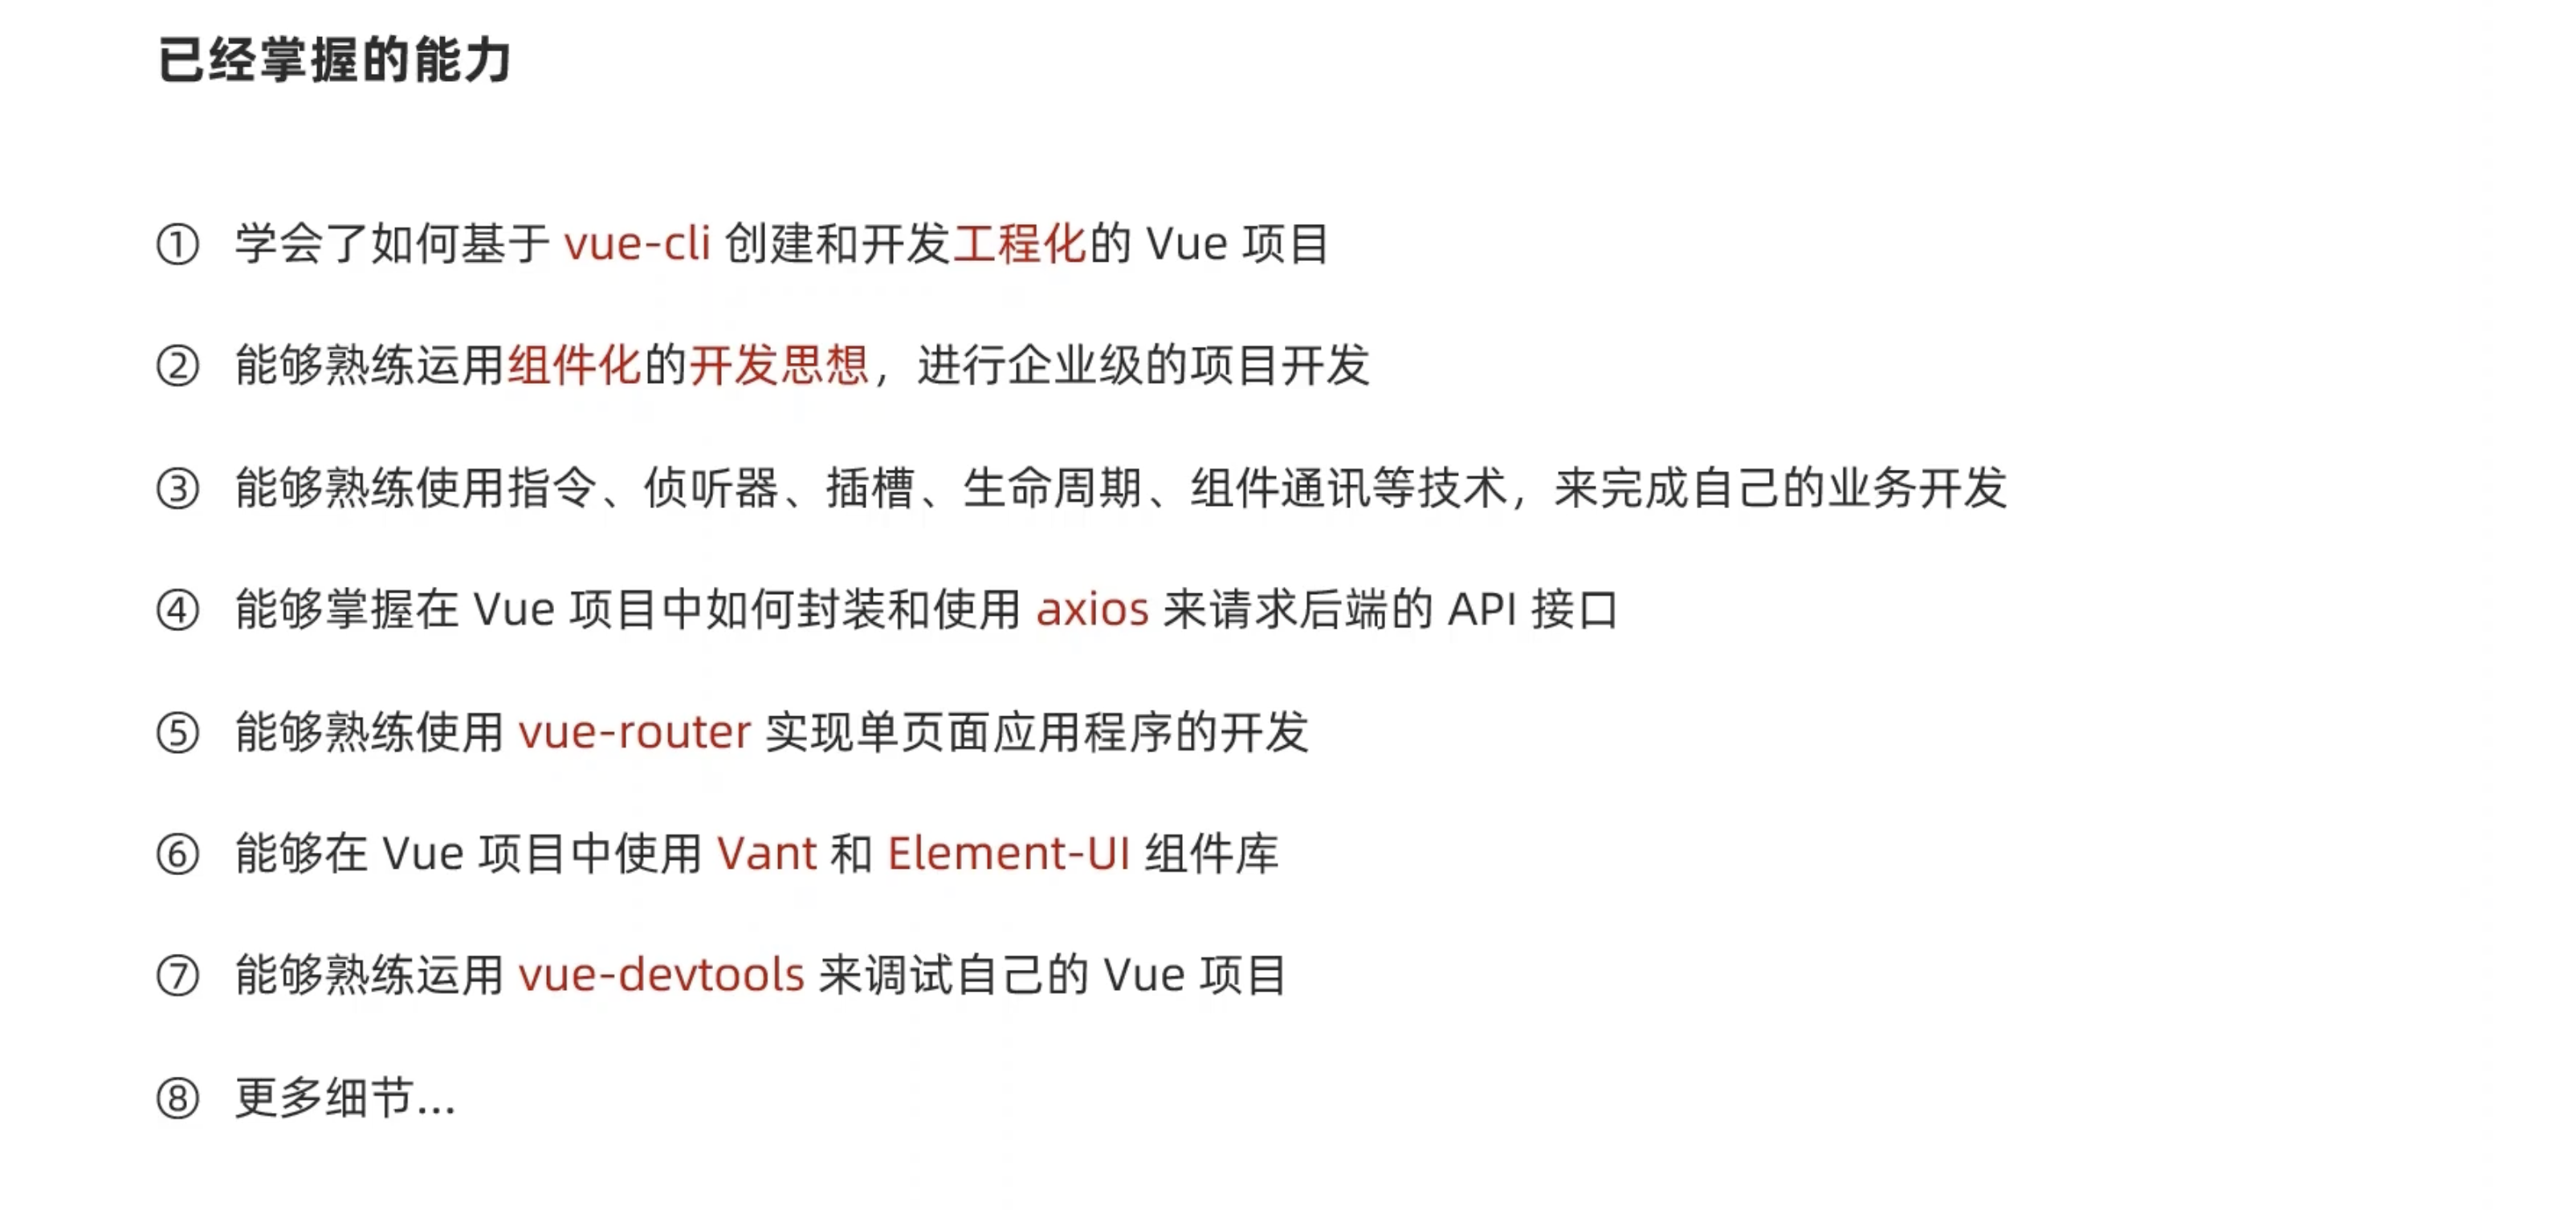 已经掌握的能力
① 学会了如何基于 vue-cli 创建和开发工程化的 Vue 项目
② 能够熟练运用组件化的开发思想，进行企业级的项目开发
③ 能够熟练使用指令、侦听器、插槽、生命周期、组件通讯等技术，来完成自己的业务开发
④ 能够掌握在 Vue 项目中如何封装和使用 axios 来请求后端的 API 接口
⑤ 能够熟练使用 vue-router 实现单页面应用程序的开发
⑥ 能够在 Vue 项目中使用 Vant 和 Element-UI 组件库
⑦ 能够熟练运用 vue-devtools 来调试自己的 Vue 项目
⑧ 更多细节...